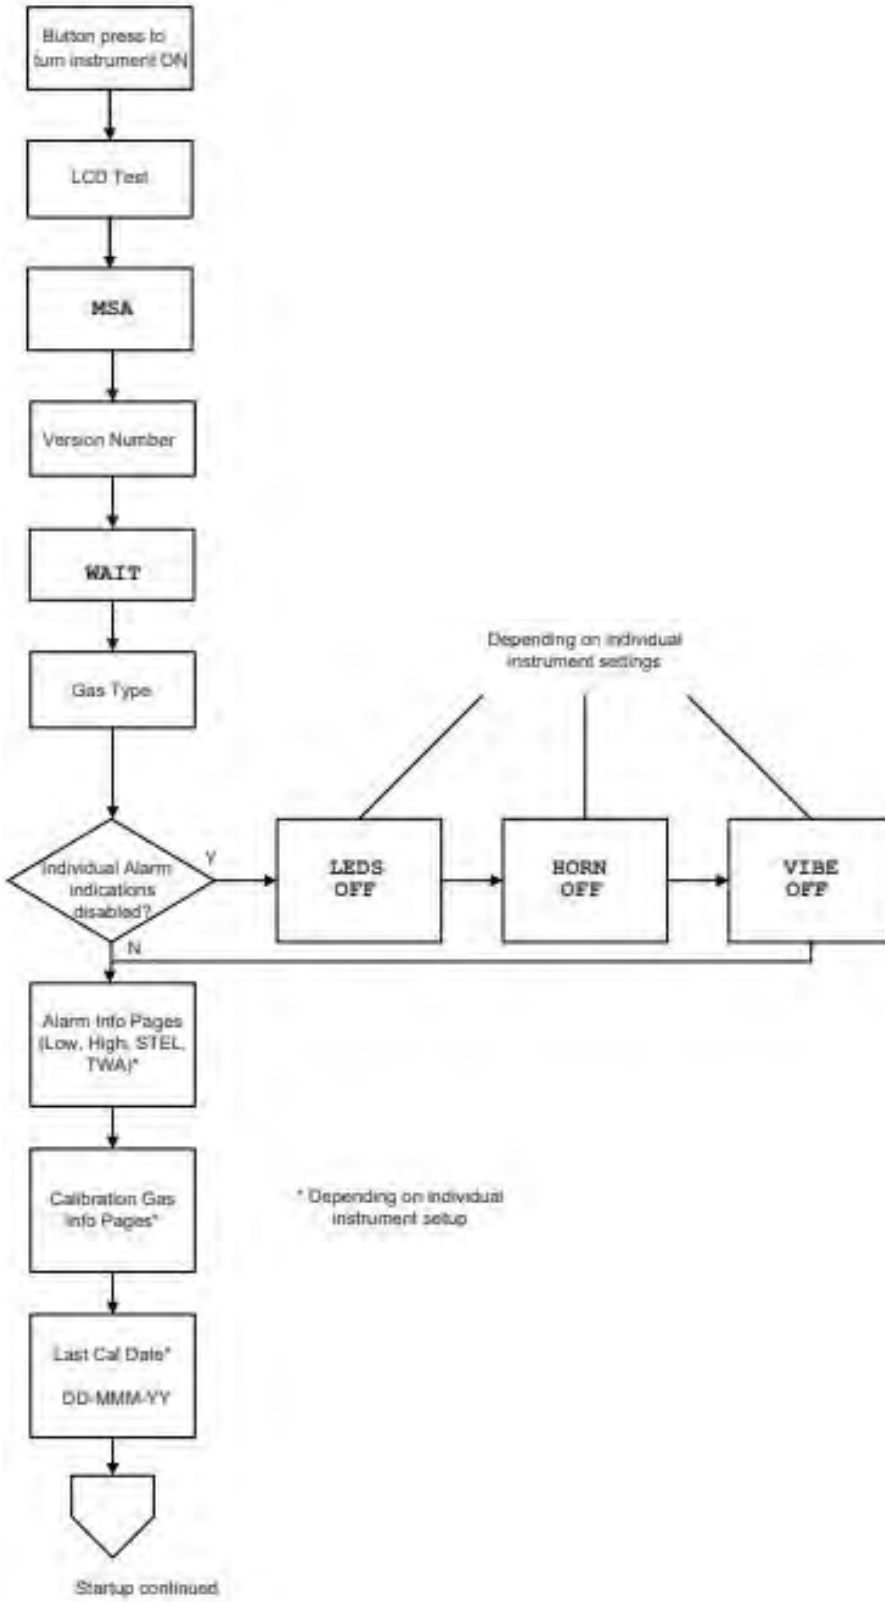 Button press to
turn instrument ON
LCD Test
MSA
Version Number
WAIT
Gas Type
Depending on individual
instrument settings
Individual Alarm
indications
disabled?
Y
N
LEDS
OFF
HORN
OFF
VIBE
OFF
Alarm Info Pages
(Low, High, STEL,
TWA)*
Calibration Gas
Info Pages*
* Depending on individual
instrument setup
Last Cal Date*
DD-MMM-YY
Startup continued